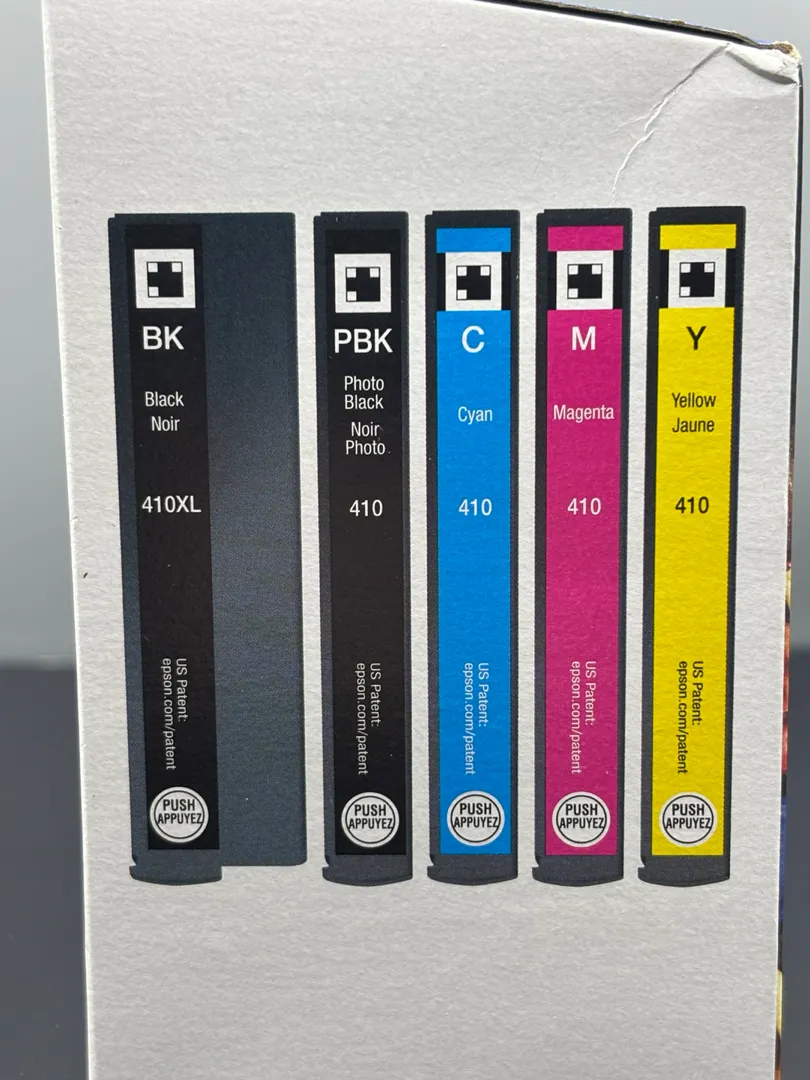 BK
Black
Noir
410XL
US Patent:
epson.com/patent
PUSH
APPUYEZ
PBK
Photo
Black
Noir
Photo
410
US Patent:
epson.com/patent
PUSH
APPUYEZ
C
Cyan
410
US Patent:
epson.com/patent
PUSH
APPUYEZ
M
Magenta
410
US Patent:
epson.com/patent
PUSH
APPUYEZ
Y
Yellow
Jaune
410
US Patent:
epson.com/patent
PUSH
APPUYEZ